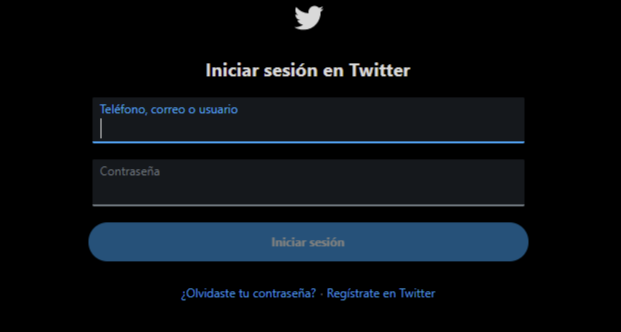 Iniciar sesión en Twitter
Teléfono, correo o usuario
Contraseña
Iniciar sesión
¿Olvidaste tu contraseña? · Regístrate en Twitter